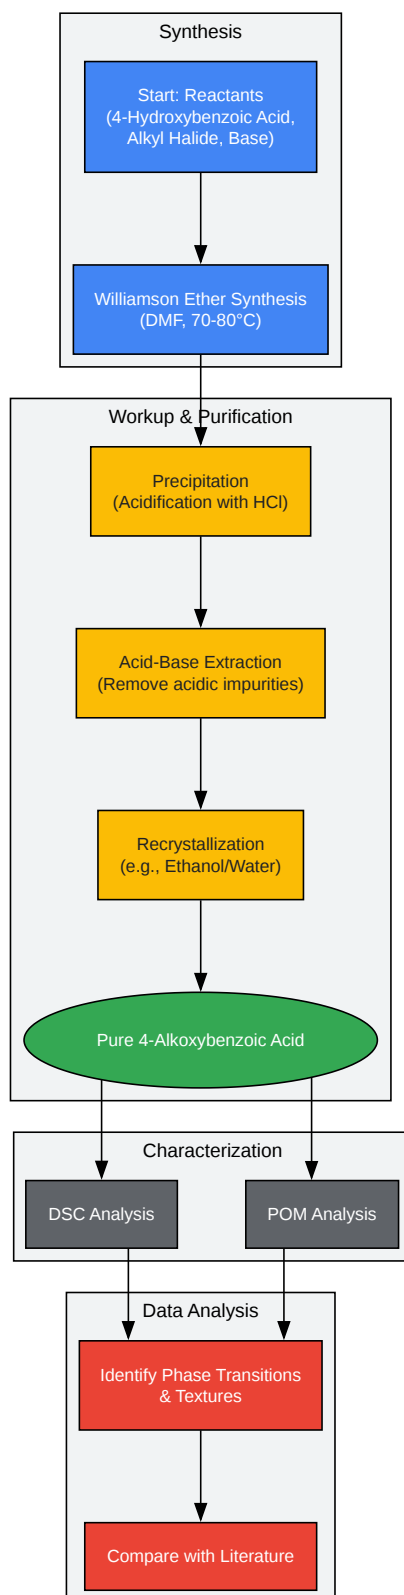 Synthesis
Start: Reactants
(4-Hydroxybenzoic Acid,
Alkyl Halide, Base)
Williamson Ether Synthesis
(DMF, 70-80°C)
Workup & Purification
Precipitation
(Acidification with HCl)
Acid-Base Extraction
(Remove acidic impurities)
Recrystallization
(e.g., Ethanol/Water)
Pure 4-Alkoxybenzoic Acid
Characterization
DSC Analysis
POM Analysis
Data Analysis
Identify Phase Transitions
& Textures
Compare with Literature